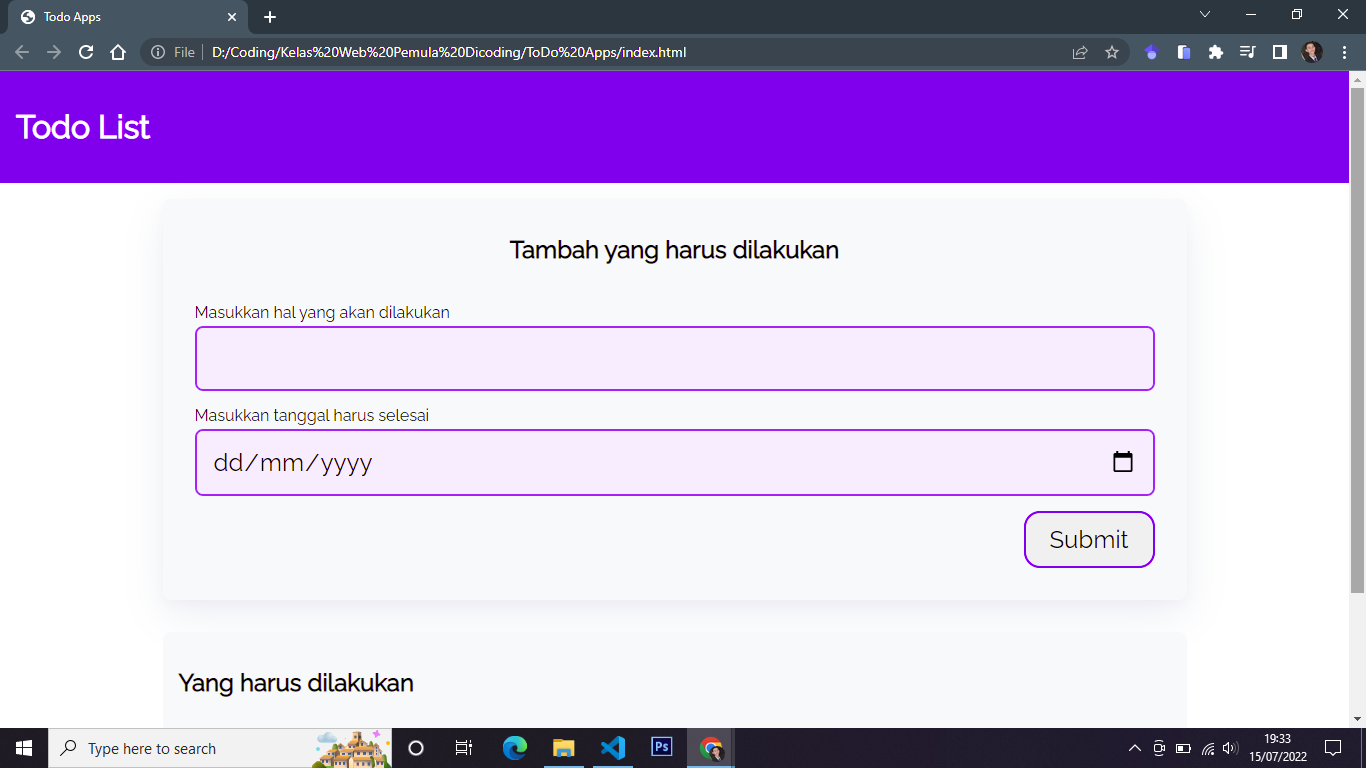 Todo Apps
File
D:/Coding/Kelas%20Web%20Pemula%20Dicoding/ToDo%20Apps/index.html
Todo List
Tambah yang harus dilakukan
Masukkan hal yang akan dilakukan
Masukkan tanggal harus selesai
dd/mm/yyyy
Submit
Yang harus dilakukan
Type here to search
Ps
19:33
15/07/2022